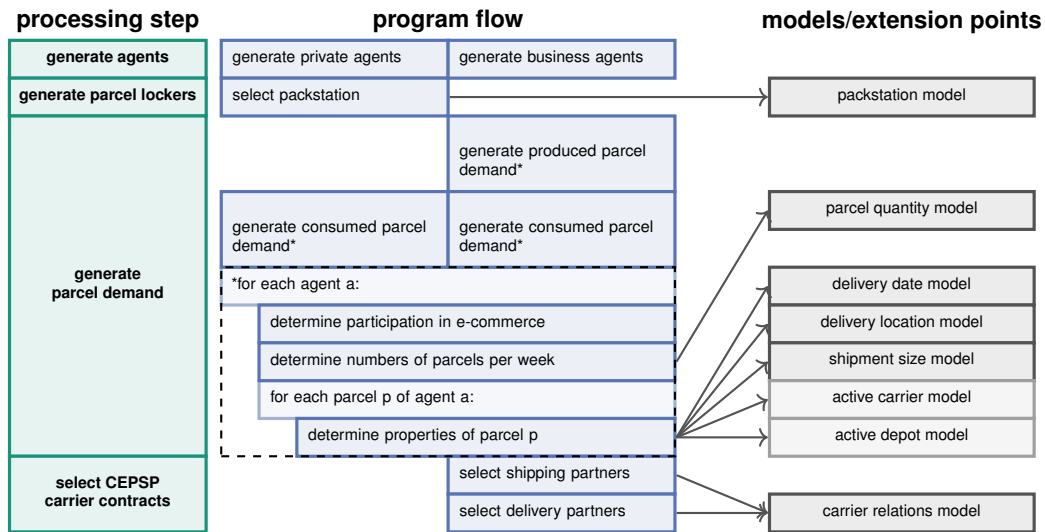 processing step program flow models/extension points
generate agents generate private agents generate business agents
generate parcel lockers select packstation packstation model
generate produced parcel
demand*
parcel quantity model
generate consumed parcel generate consumed parcel
demand* demand*
generate
parcel demand
*for each agent a: delivery date model
determine participation in e-commerce delivery location model
determine numbers of parcels per week shipment size model
for each parcel p of agent a: active carrier model
determine properties of parcel p active depot model
select CEPSP
carrier contracts
select shipping partners
select delivery partners carrier relations model